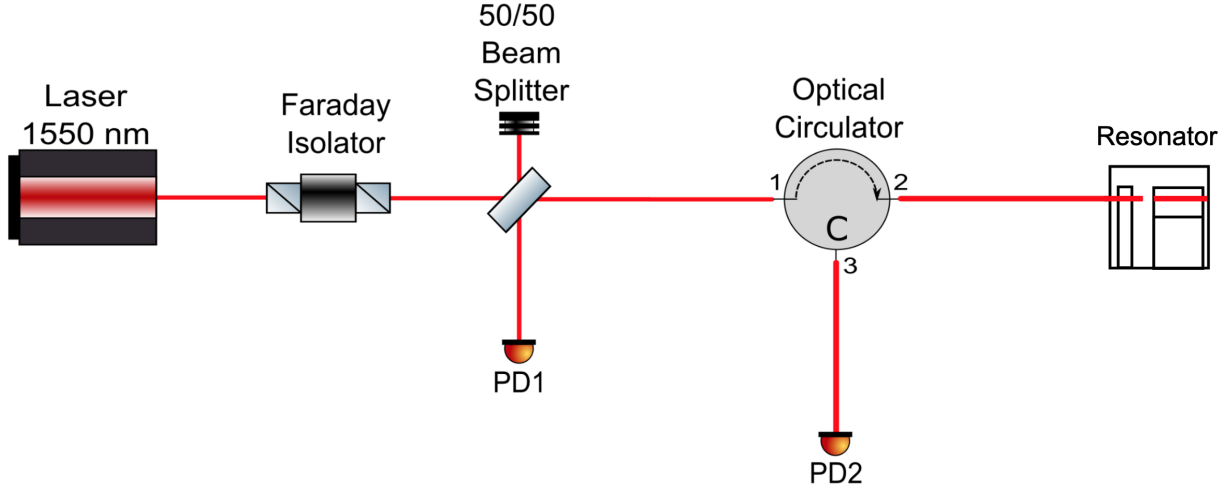 50/50
Beam
Splitter
Laser
1550 nm
Faraday
Isolator
Optical
Circulator
Resonator
1
2
C
3
PD1
PD2